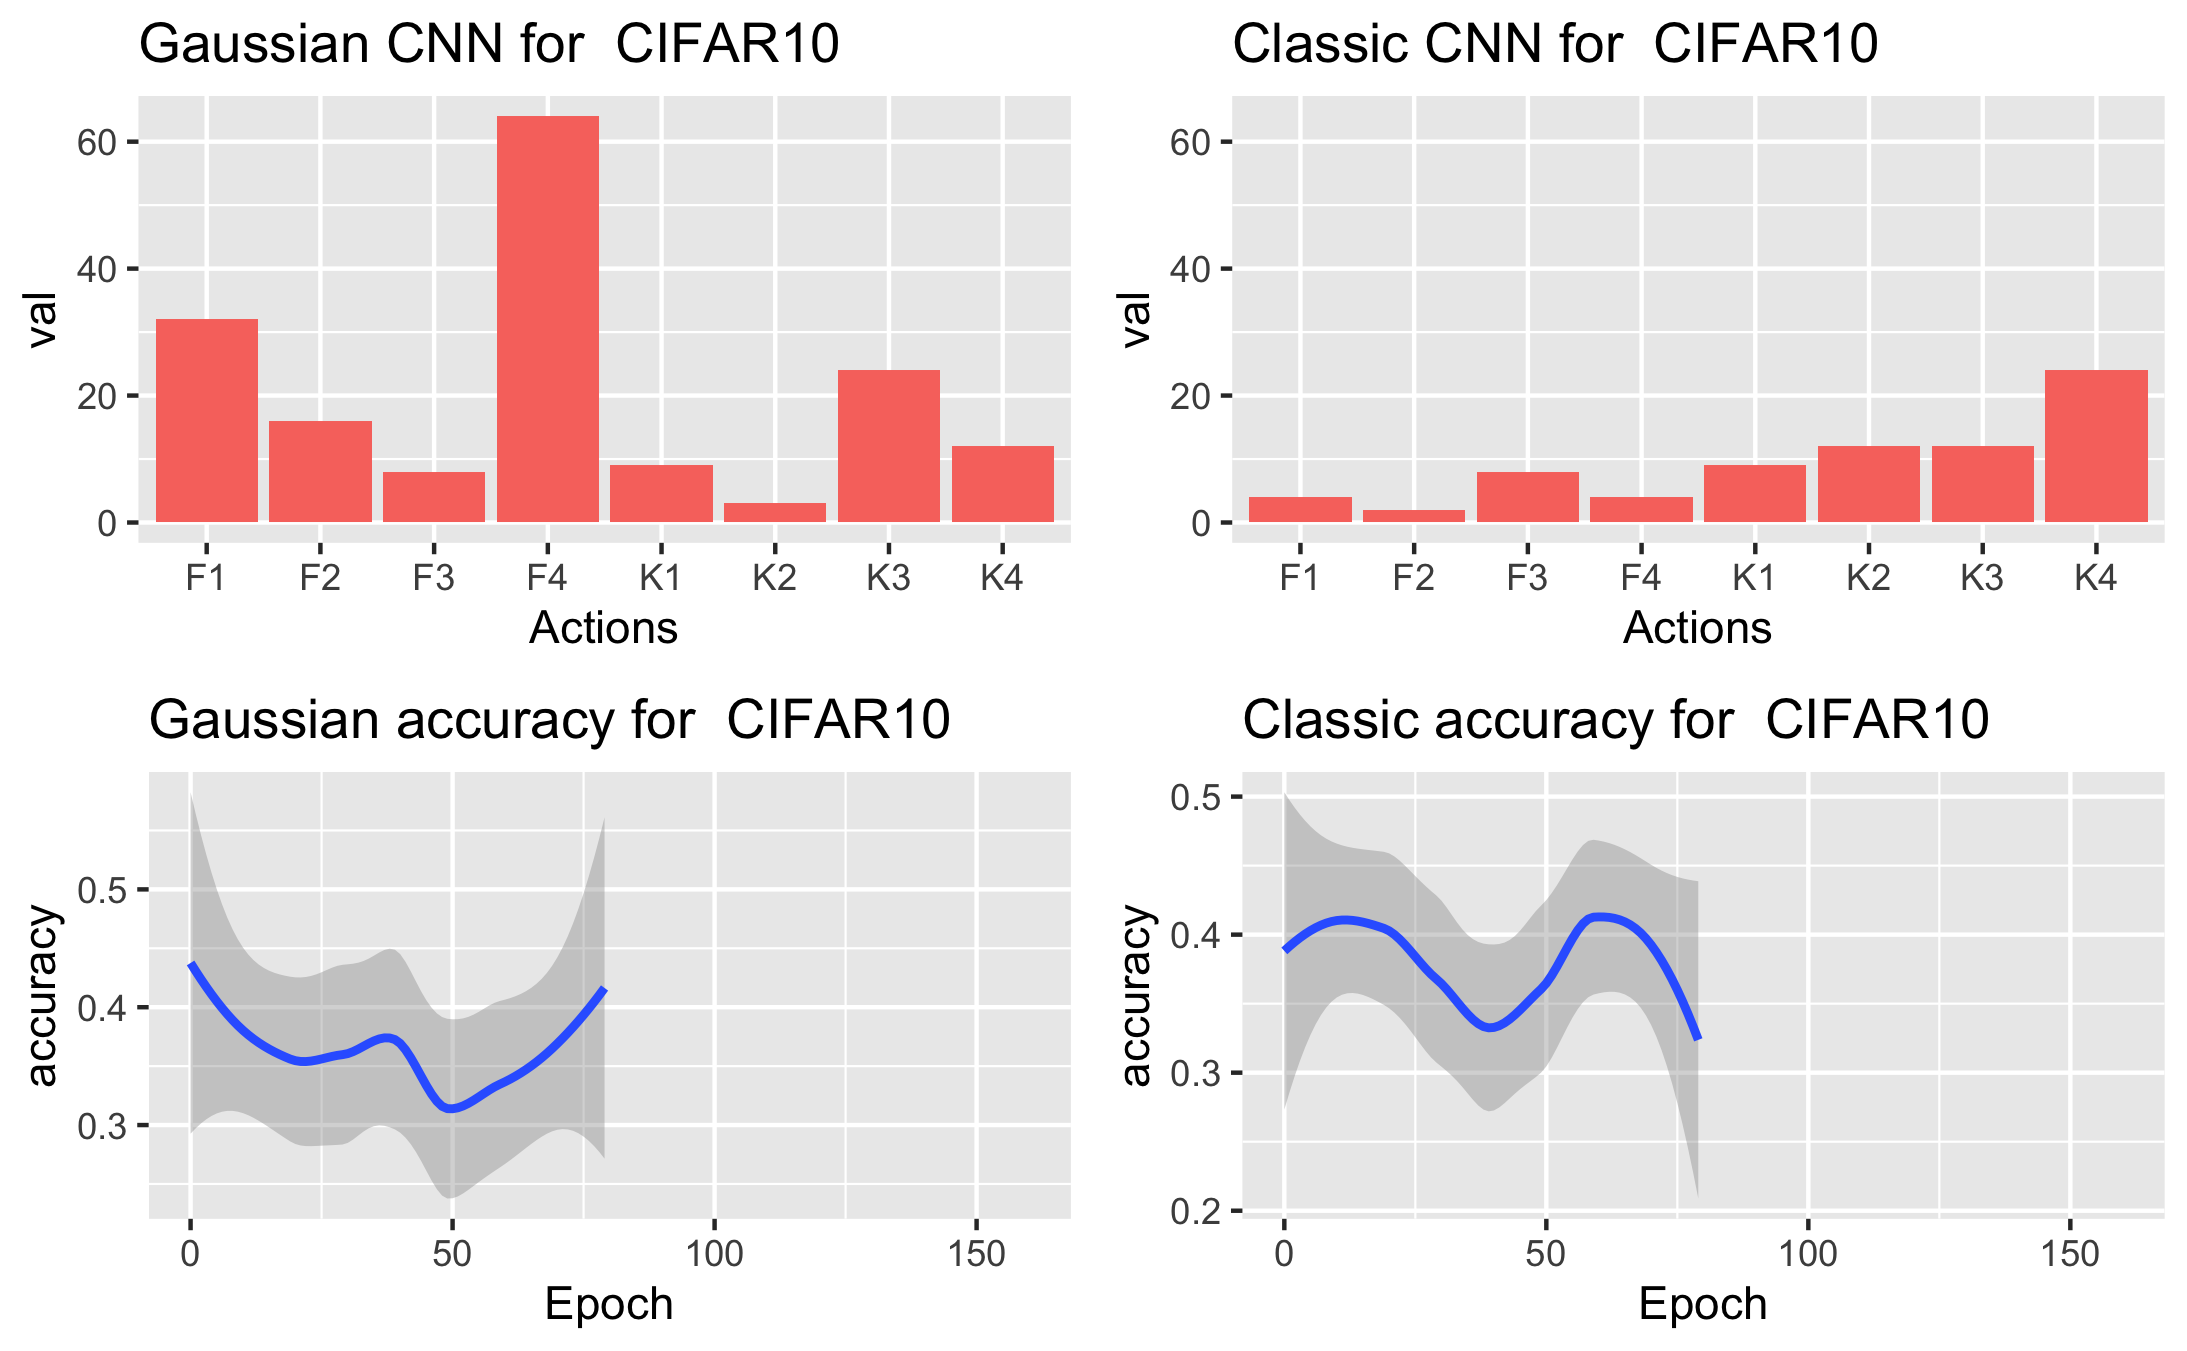 Gaussian CNN for  CIFAR10
60
40
20
0
val
F1 F2 F3 F4 K1 K2 K3 K4
Actions
Classic CNN for  CIFAR10
60
40
20
0
val
F1 F2 F3 F4 K1 K2 K3 K4
Actions
Gaussian accuracy for  CIFAR10
0.5
0.4
0.3
accuracy
0 50 100 150
Epoch
Classic accuracy for  CIFAR10
0.5
0.4
0.3
0.2
accuracy
0 50 100 150
Epoch